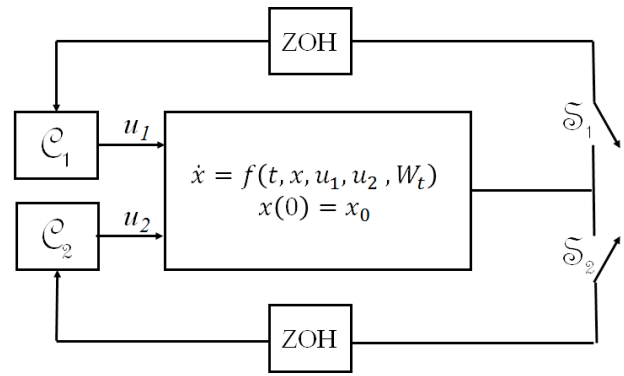 ZOH
𝒞₁
u₁
𝒮₁
ẋ = f(t, x, u₁, u₂ , Wₜ)
x(0) = x₀
𝒞₂
u₂
𝒮₂
ZOH